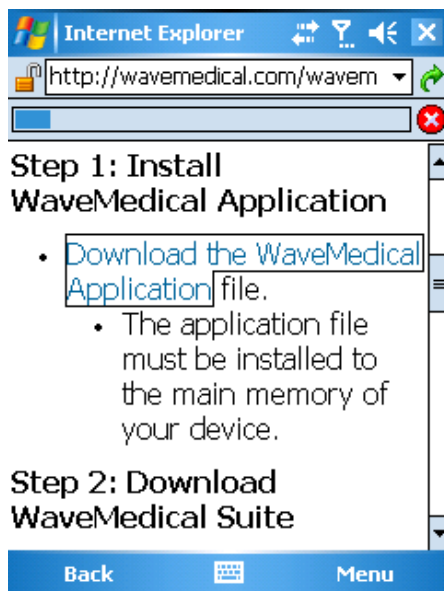 Internet Explorer
http://wavemedical.com/wavem
Step 1: Install
WaveMedical Application
• Download the WaveMedical
Application file.
• The application file
must be installed to
the main memory of
your device.
Step 2: Download
WaveMedical Suite
Back Menu